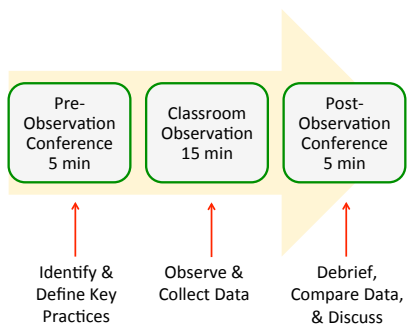 Pre-
Observation
Conference
5 min
Classroom
Observation
15 min
Post-
Observation
Conference
5 min
Identify &
Define Key
Practices
Observe &
Collect Data
Debrief,
Compare Data,
& Discuss